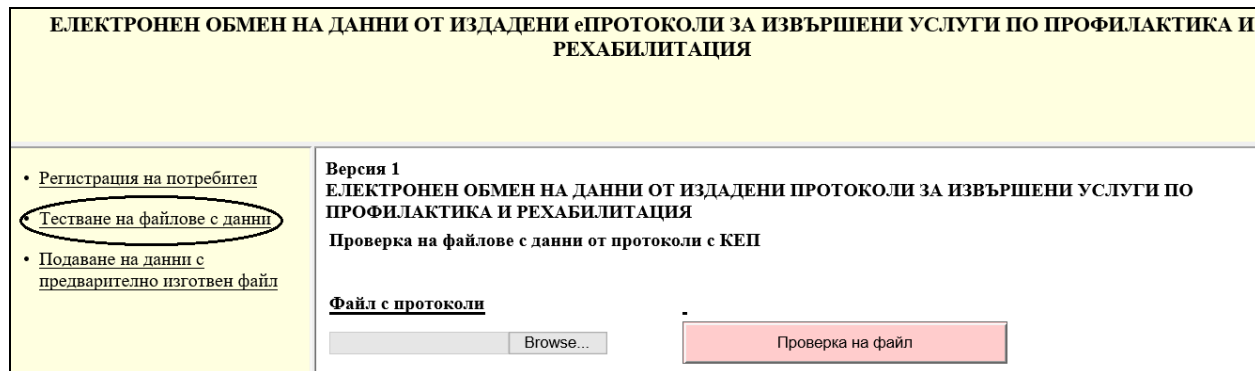 ЕЛЕКТРОНЕН ОБМЕН НА ДАННИ ОТ ИЗДАДЕНИ еПРОТОКОЛИ ЗА ИЗВЪРШЕНИ УСЛУГИ ПО ПРОФИЛАКТИКА И
РЕХАБИЛИТАЦИЯ
• Регистрация на потребител
• Тестване на файлове с данни
• Подаване на данни с
предварително изготвен файл
Версия 1
ЕЛЕКТРОНЕН ОБМЕН НА ДАННИ ОТ ИЗДАДЕНИ ПРОТОКОЛИ ЗА ИЗВЪРШЕНИ УСЛУГИ ПО
ПРОФИЛАКТИКА И РЕХАБИЛИТАЦИЯ
Проверка на файлове с данни от протоколи с КЕП
Файл с протоколи
Browse...
Проверка на файл